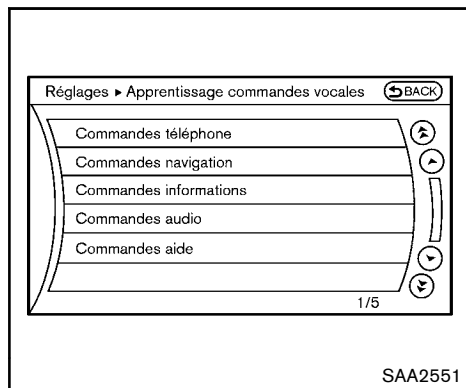 Réglages ▸ Apprentissage commandes vocales BACK
Commandes téléphone
Commandes navigation
Commandes informations
Commandes audio
Commandes aide
1/5
SAA2551